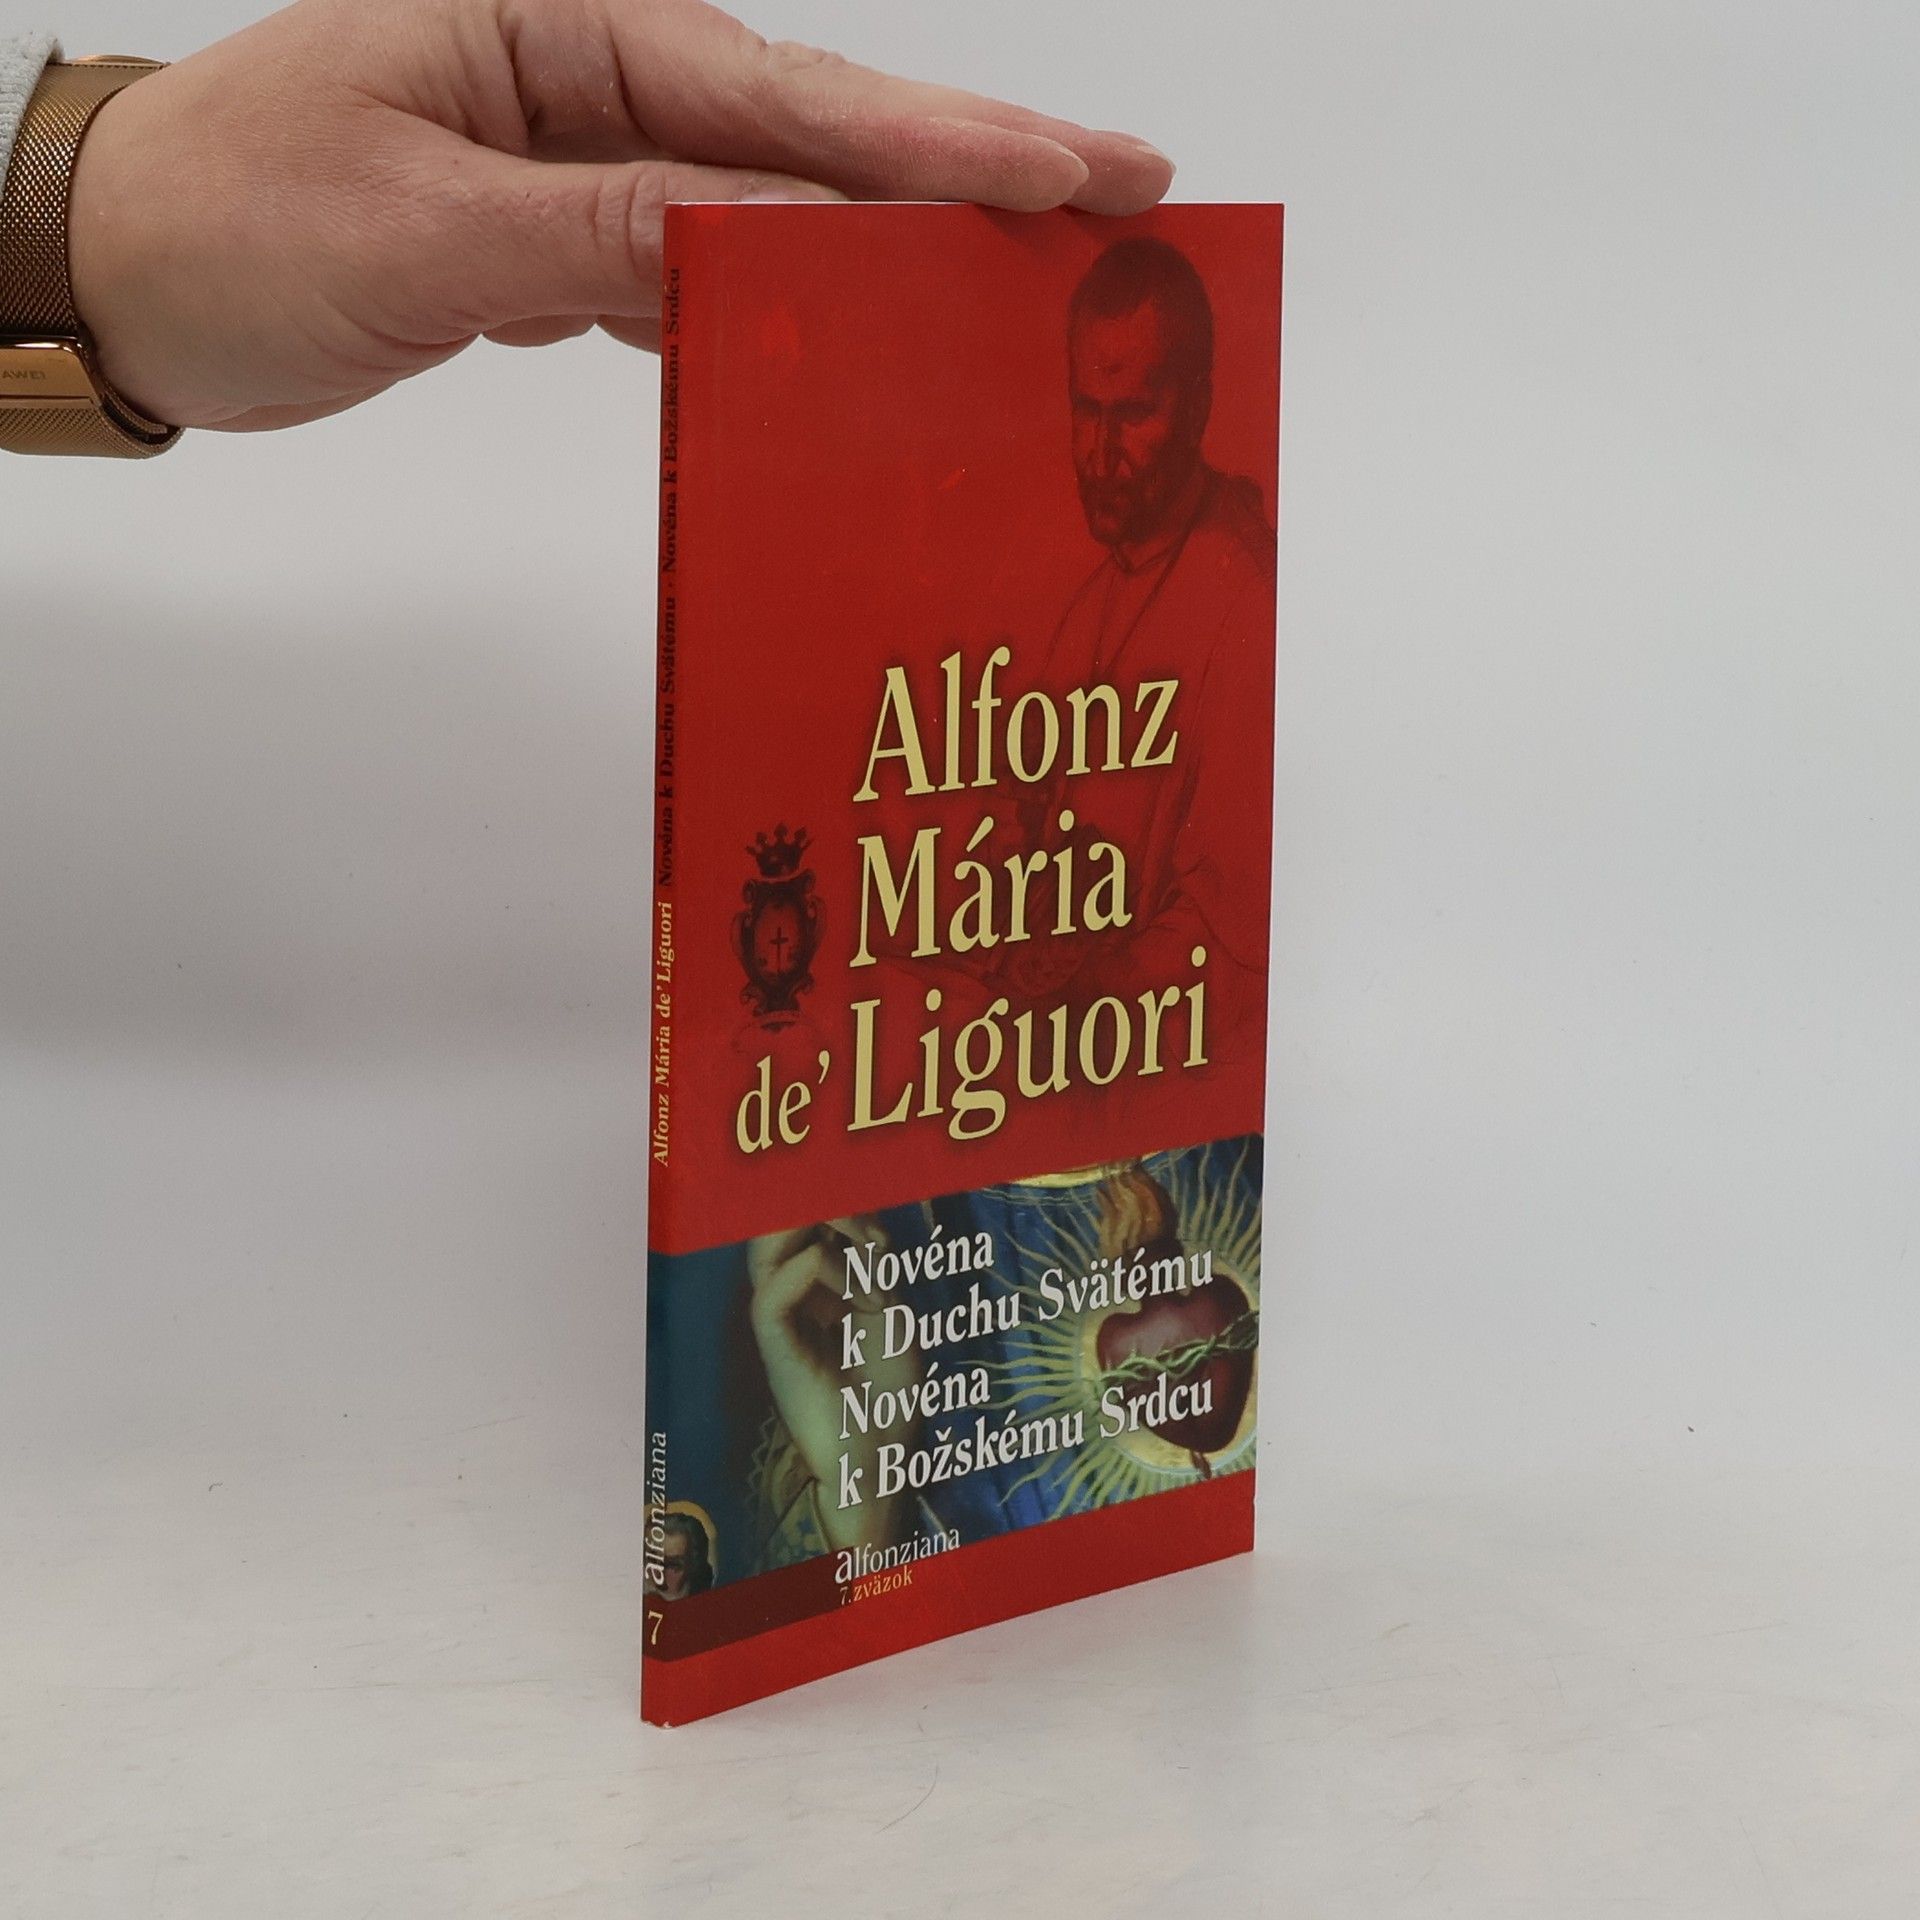 Alfonz
Mária
de' Liguori
Novéna
k Duchu Svätému
Novéna
k Božskému Srdcu
alfonziana
7. zväzok
Alfonz Mária de' Liguori Novéna k Duchu Svätému · Novéna k Božskému Srdcu
alfonziana
7